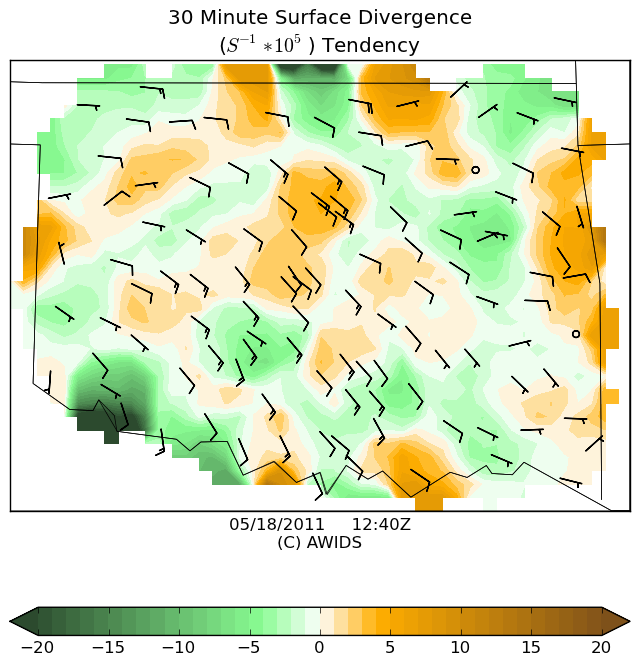 30 Minute Surface Divergence
(S⁻¹ ∗10⁵ ) Tendency
05/18/2011 12:40Z
(C) AWIDS
−20 −15 −10 −5 0 5 10 15 20